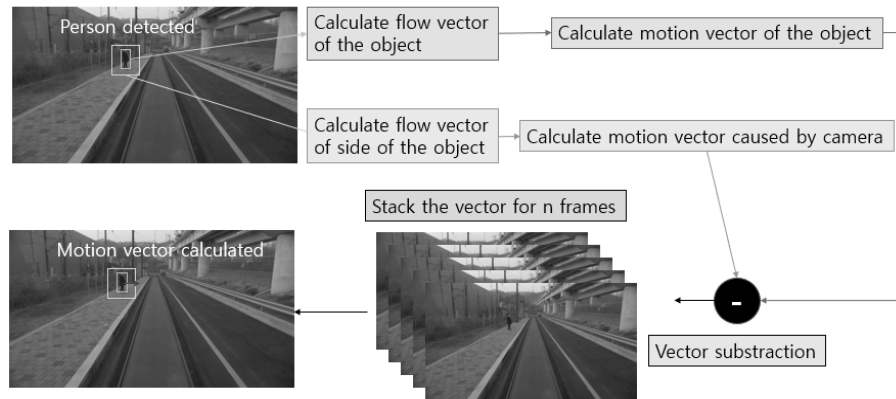 Person detected
Calculate flow vector
of the object
Calculate motion vector of the object
Calculate flow vector
of side of the object
Calculate motion vector caused by camera
Stack the vector for n frames
Motion vector calculated
-
Vector substraction